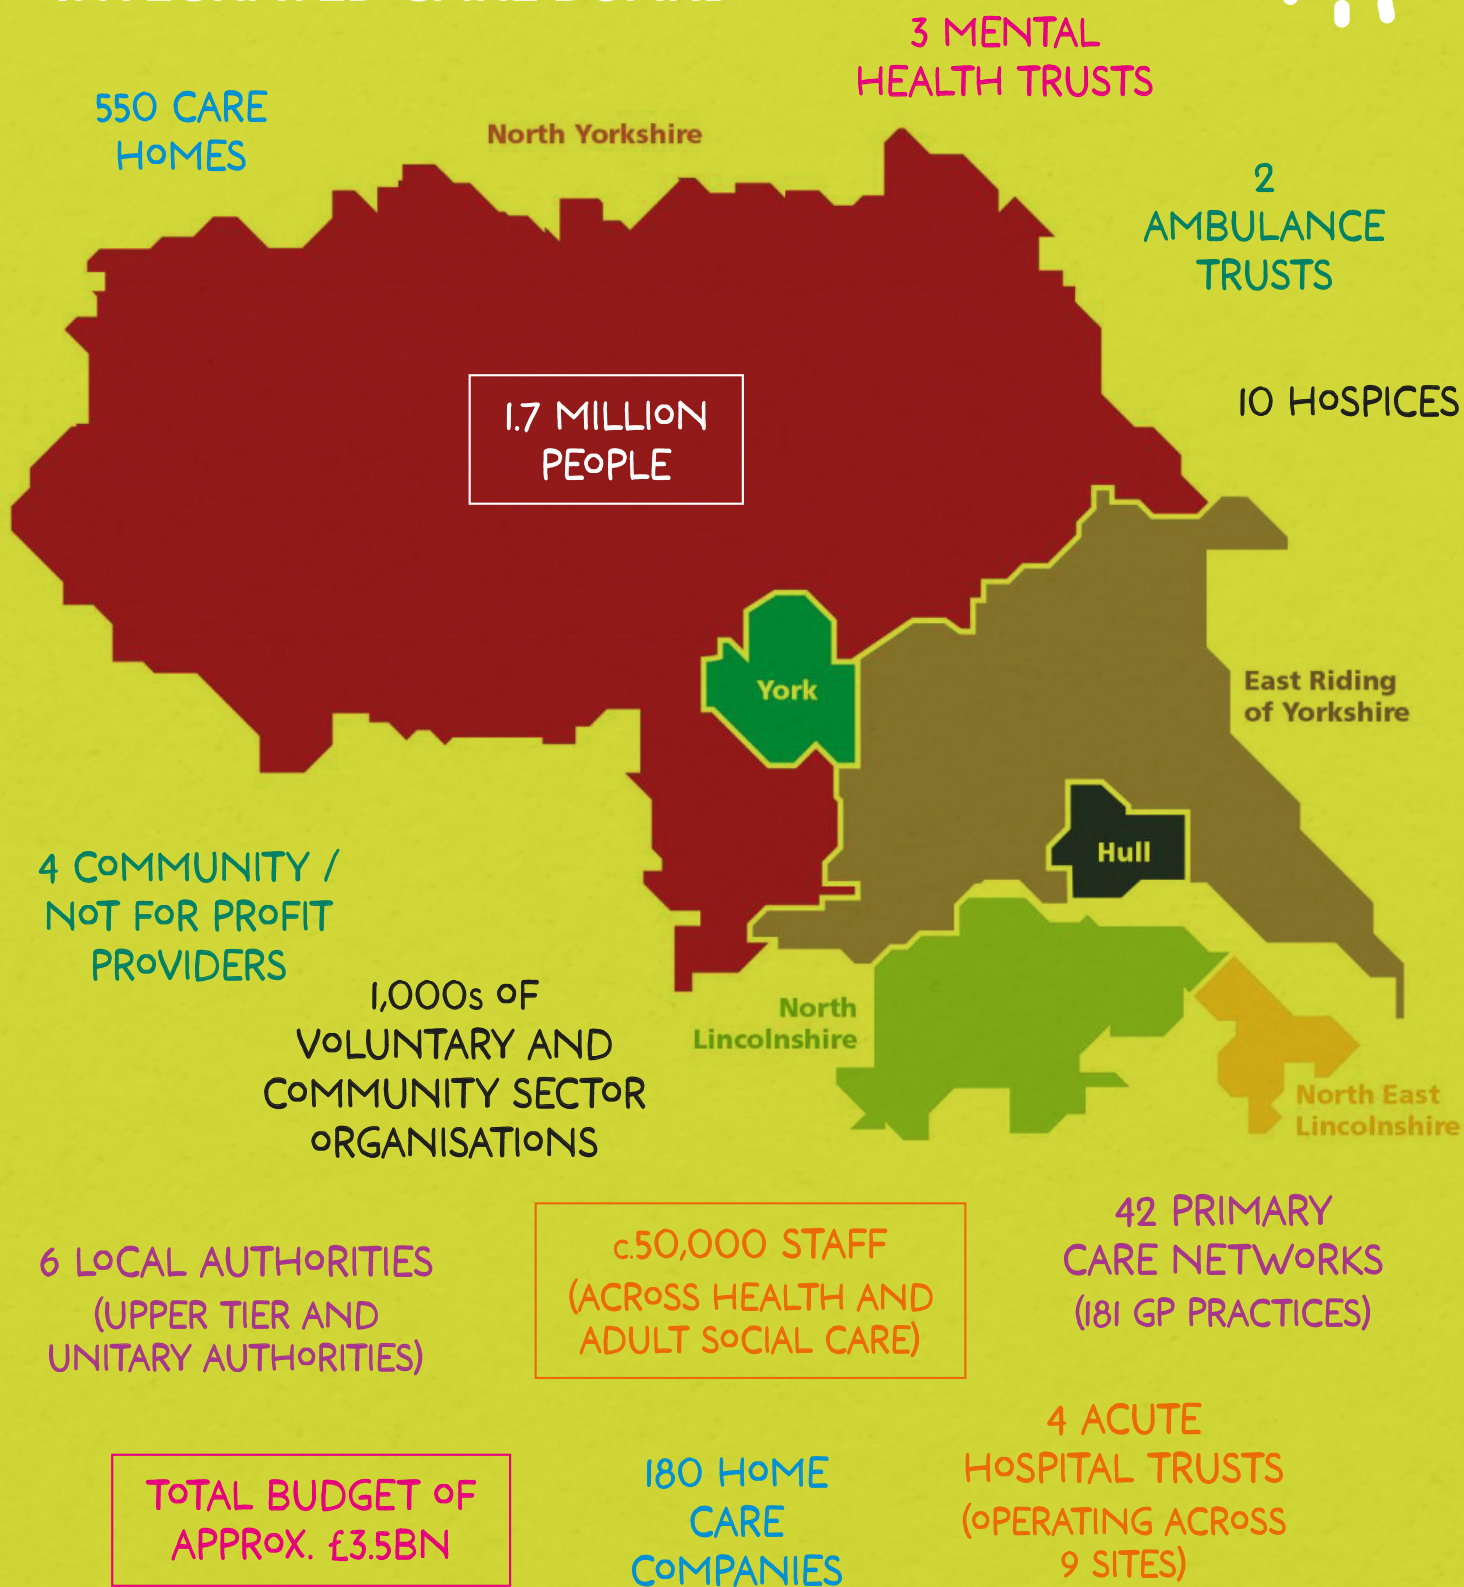 INTEGRATED CARE BOARD
3 MENTAL
HEALTH TRUSTS
550 CARE
HOMES
North Yorkshire
2
AMBULANCE
TRUSTS
1.7 MILLION
PEOPLE
10 HOSPICES
York
East Riding
of Yorkshire
Hull
4 COMMUNITY /
NOT FOR PROFIT
PROVIDERS
1,000s OF
VOLUNTARY AND
COMMUNITY SECTOR
ORGANISATIONS
North
Lincolnshire
North East
Lincolnshire
6 LOCAL AUTHORITIES
(UPPER TIER AND
UNITARY AUTHORITIES)
c.50,000 STAFF
(ACROSS HEALTH AND
ADULT SOCIAL CARE)
42 PRIMARY
CARE NETWORKS
(181 GP PRACTICES)
TOTAL BUDGET OF
APPROX. £3.5BN
180 HOME
CARE
COMPANIES
4 ACUTE
HOSPITAL TRUSTS
(OPERATING ACROSS
9 SITES)